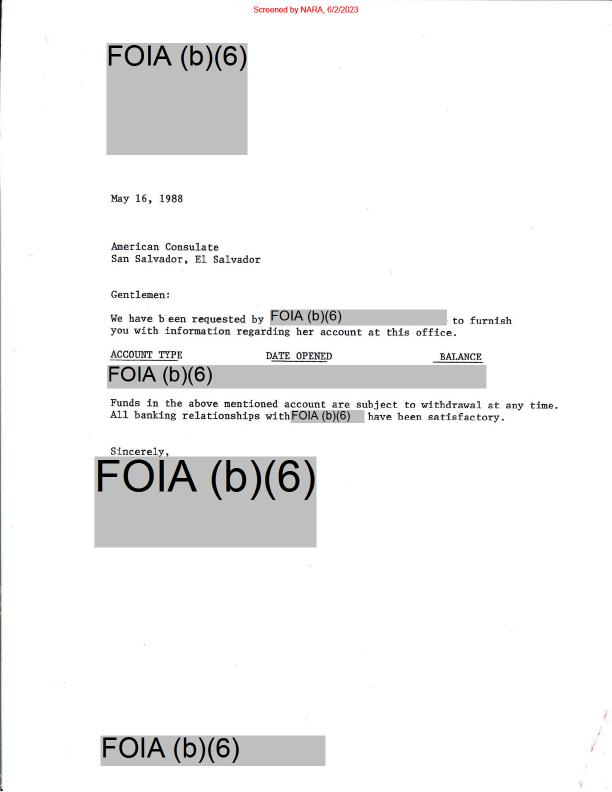 Screened by NARA, 6/2/2023
FOIA (b)(6)
May 16, 1988
American Consulate
San Salvador, El Salvador
Gentlemen:
We have been requested by FOIA (b)(6) to furnish
you with information regarding her account at this office.
ACCOUNT TYPE DATE OPENED BALANCE
FOIA (b)(6)
Funds in the above mentioned account are subject to withdrawal at any time.
All banking relationships with FOIA (b)(6) have been satisfactory.
Sincerely,
FOIA (b)(6)
FOIA (b)(6)